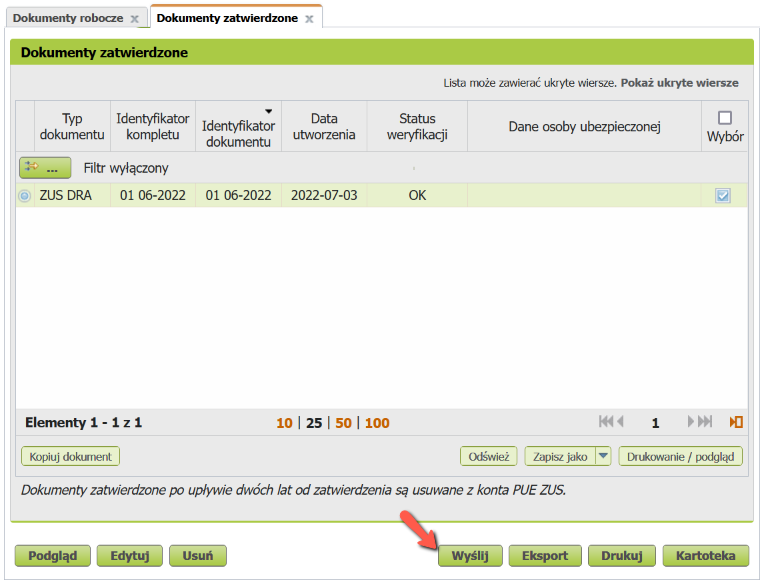 Dokumenty robocze x Dokumenty zatwierdzone x
Dokumenty zatwierdzone
Lista może zawierać ukryte wiersze. Pokaż ukryte wiersze
Typ dokumentu Identyfikator kompletu Identyfikator dokumentu Data utworzenia Status weryfikacji Dane osoby ubezpieczonej Wybór
... Filtr wyłączony
ZUS DRA 01 06-2022 01 06-2022 2022-07-03 OK
Elementy 1 - 1 z 1 10 | 25 | 50 | 100 1
Kopiuj dokument Odśwież Zapisz jako Drukowanie / podgląd
Dokumenty zatwierdzone po upływie dwóch lat od zatwierdzenia są usuwane z konta PUE ZUS.
Podgląd Edytuj Usuń Wyślij Eksport Drukuj Kartoteka